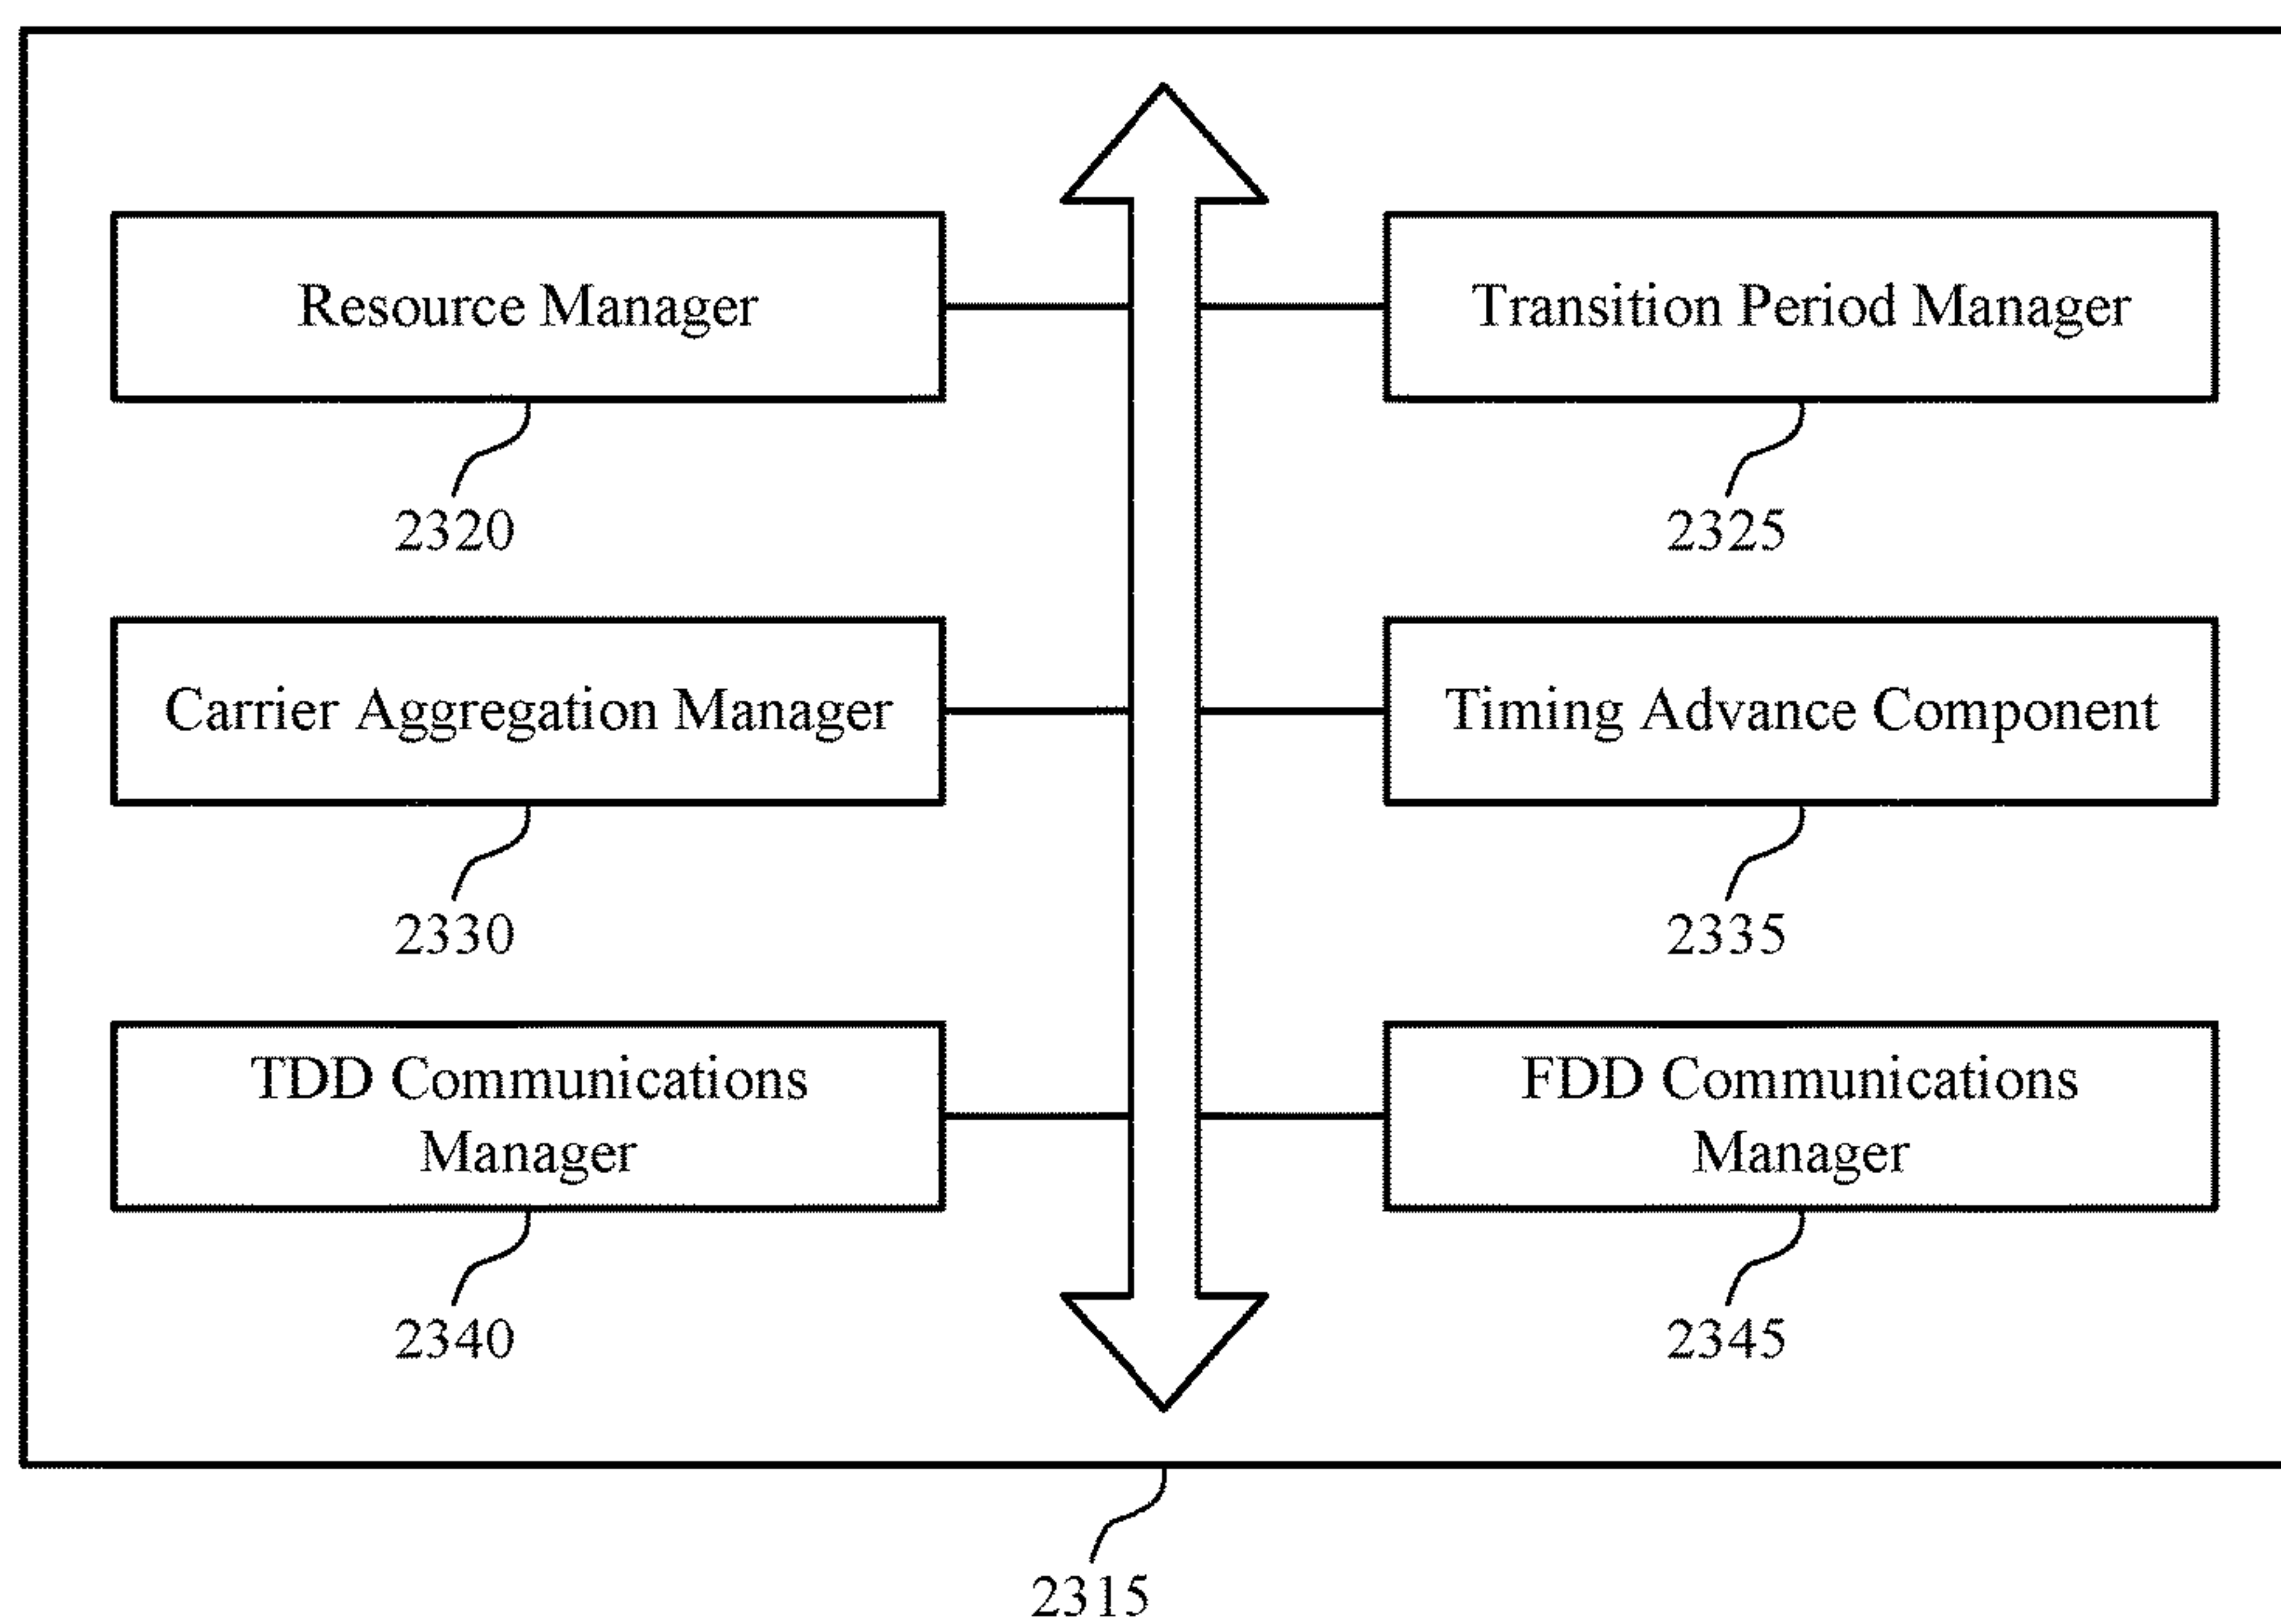 Resource Manager
Transition Period Manager
2320
2325
Carrier Aggregation Manager
Timing Advance Component
2330
2335
TDD Communications
Manager
FDD Communications
Manager
2340
2345
2315